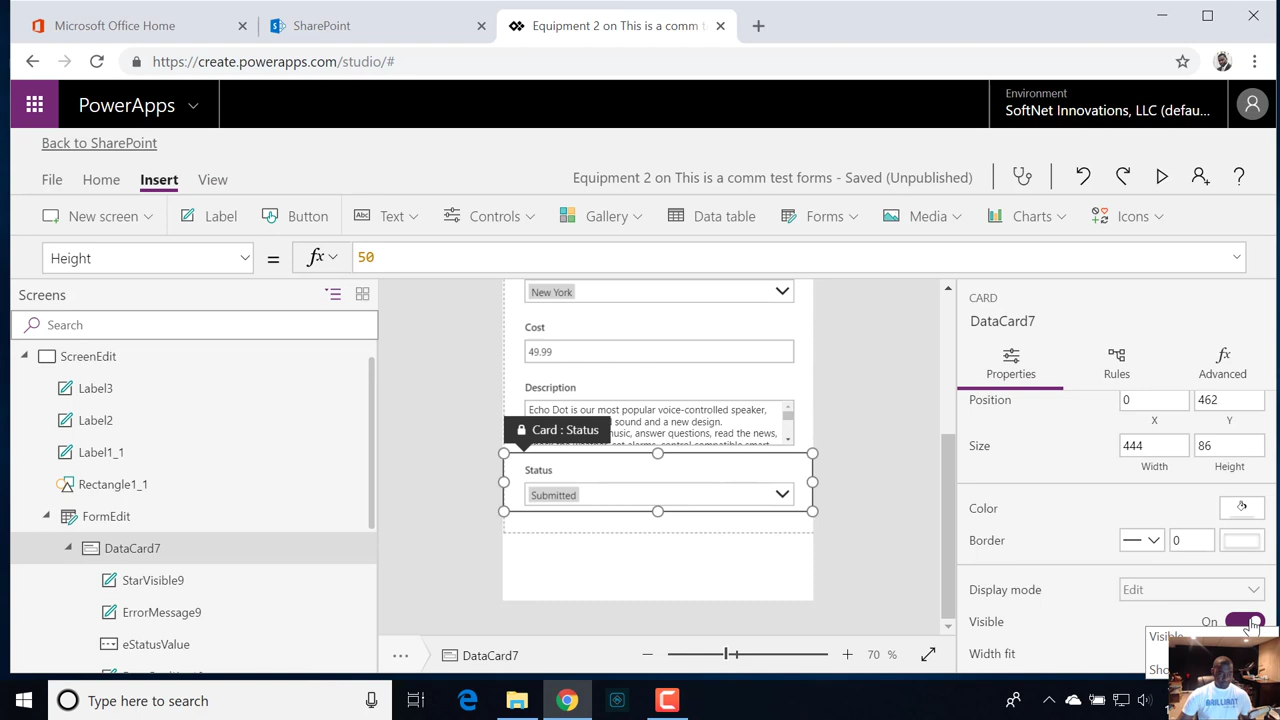 Microsoft Office Home
SharePoint
Equipment 2 on This is a comm t
https://create.powerapps.com/studio/#
PowerApps
Environment
SoftNet Innovations, LLC (defau...
Back to SharePoint
File
Home
Insert
View
Equipment 2 on This is a comm test forms - Saved (Unpublished)
New screen
Label
Button
Text
Controls
Gallery
Data table
Forms
Media
Charts
Icons
Height
=
fx
50
Screens
Search
ScreenEdit
Label3
Label2
Label1_1
Rectangle1_1
FormEdit
DataCard7
StarVisible9
ErrorMessage9
eStatusValue
New York
Cost
49.99
Description
Echo Dot is our most popular voice-controlled speaker,
sound and a new design.
music, answer questions, read the news,
Card : Status
Status
Submitted
CARD
DataCard7
Properties
Rules
Advanced
Position
0
462
X
Y
Size
444
86
Width
Height
Color
Border
0
Display mode
Edit
Visible
On
Width fit
DataCard7
70 %
Type here to search